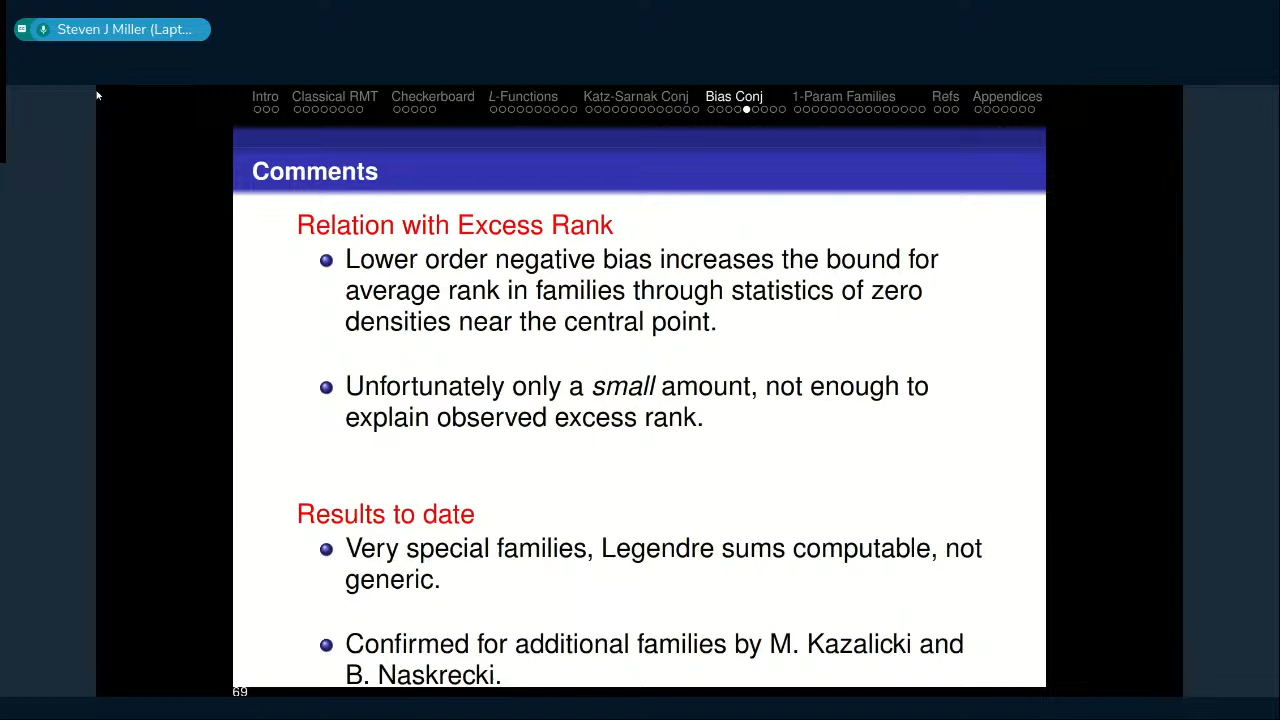 Steven J Miller (Lapt...
Intro Classical RMT Checkerboard L-Functions Katz-Sarnak Conj Bias Conj 1-Param Families Refs Appendices
Comments
Relation with Excess Rank
Lower order negative bias increases the bound for
average rank in families through statistics of zero
densities near the central point.
Unfortunately only a small amount, not enough to
explain observed excess rank.
Results to date
Very special families, Legendre sums computable, not
generic.
Confirmed for additional families by M. Kazalicki and
B. Naskrecki.
69